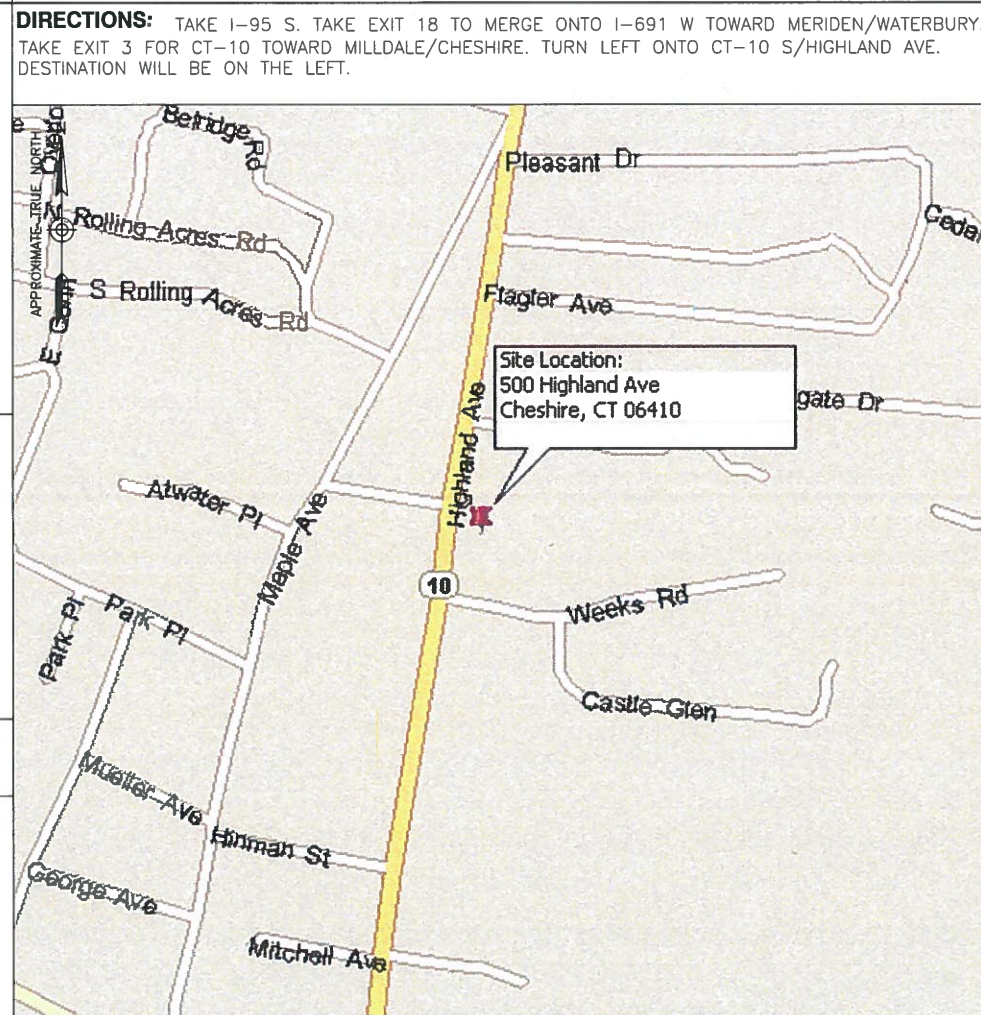 DIRECTIONS: TAKE I-95 S. TAKE EXIT 18 TO MERGE ONTO I-691 W TOWARD MERIDEN/WATERBURY.
TAKE EXIT 3 FOR CT-10 TOWARD MILLDALE/CHESHIRE. TURN LEFT ONTO CT-10 S/HIGHLAND AVE.
DESTINATION WILL BE ON THE LEFT.
Beltridge Rd
Pleasant Dr
APPROXIMATE TRUE NORTH
Rolling Acres Rd
Cedar
S Rolling Acres Rd
Flagler Ave
Site Location:
500 Highland Ave
Cheshire, CT 06410
gate Dr
Highland Ave
Atwater Pl
Maple Ave
10
Weeks Rd
Park Pl
Park Pl
Castle Glen
Mueller Ave
Hinman St
George Ave
Mitchell Ave